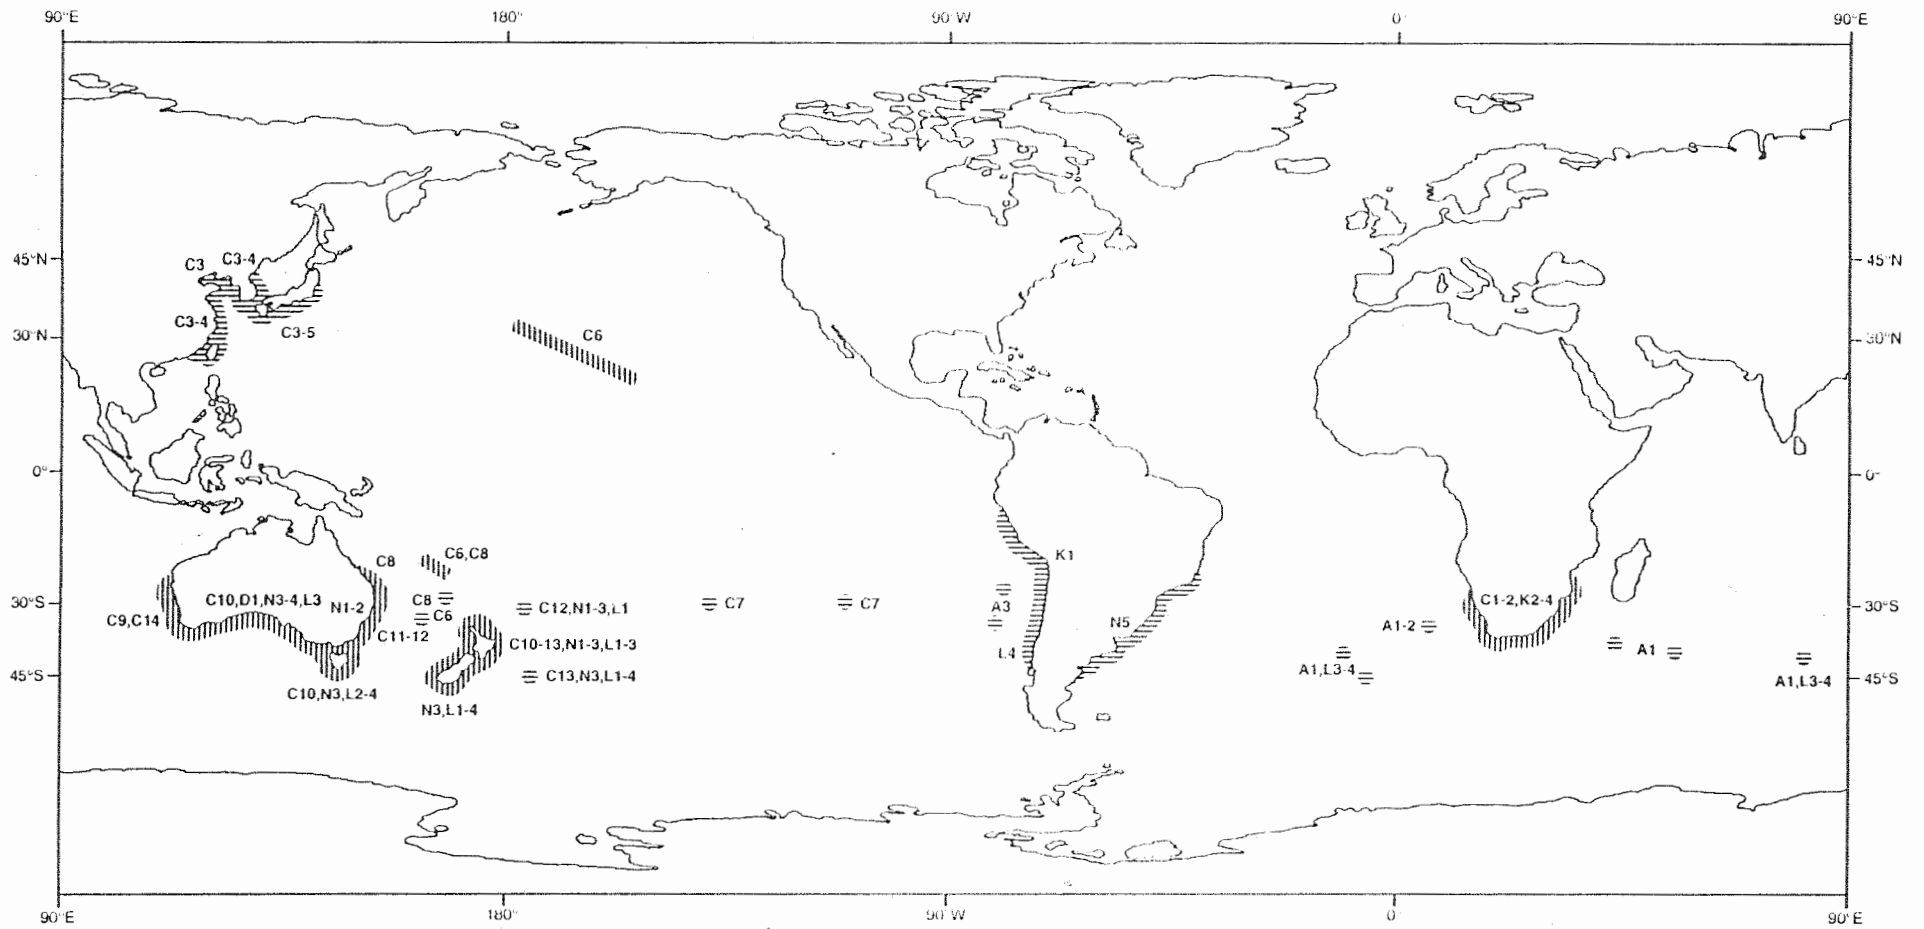 90°E 180° 90°W 0° 90°E
45°N 45°N
C3 C3-4
C3-4 C3-5
30°N C6 30°N
0° 0°
C8 C6,C8 K1
C10,D1,N3-4,L3 N1-2 C8 C12,N1-3,L1 C7 C7 A3 C1-2,K2-4
30°S 30°S
C9,C14 C11-12 C6 N5 A1-2
C10-13,N1-3,L1-3 L4 A1
45°S C13,N3,L1-4 A1,L3-4 A1,L3-4 45°S
C10,N3,L2-4
N3,L1-4
90°E 180° 90°W 0° 90°E